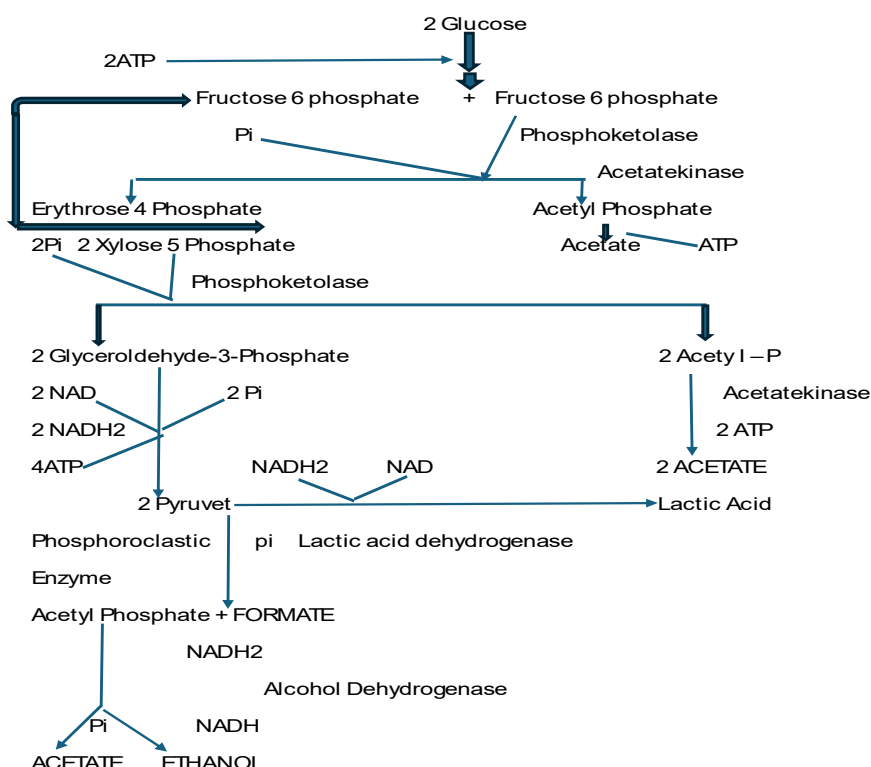 2 Glucose
2ATP
Fructose 6 phosphate + Fructose 6 phosphate
Pi Phosphoketolase
Acetatekinase
Erythrose 4 Phosphate Acetyl Phosphate
2Pi 2 Xylose 5 Phosphate Acetate ATP
Phosphoketolase
2 Glyceroldehyde-3-Phosphate 2 Acety I – P
2 NAD 2 Pi Acetatekinase
2 NADH2 2 ATP
4ATP NADH2 NAD 2 ACETATE
2 Pyruvet Lactic Acid
Phosphoroclastic pi Lactic acid dehydrogenase
Enzyme
Acetyl Phosphate + FORMATE
NADH2
Alcohol Dehydrogenase
Pi NADH
ACETATE ETHANOL